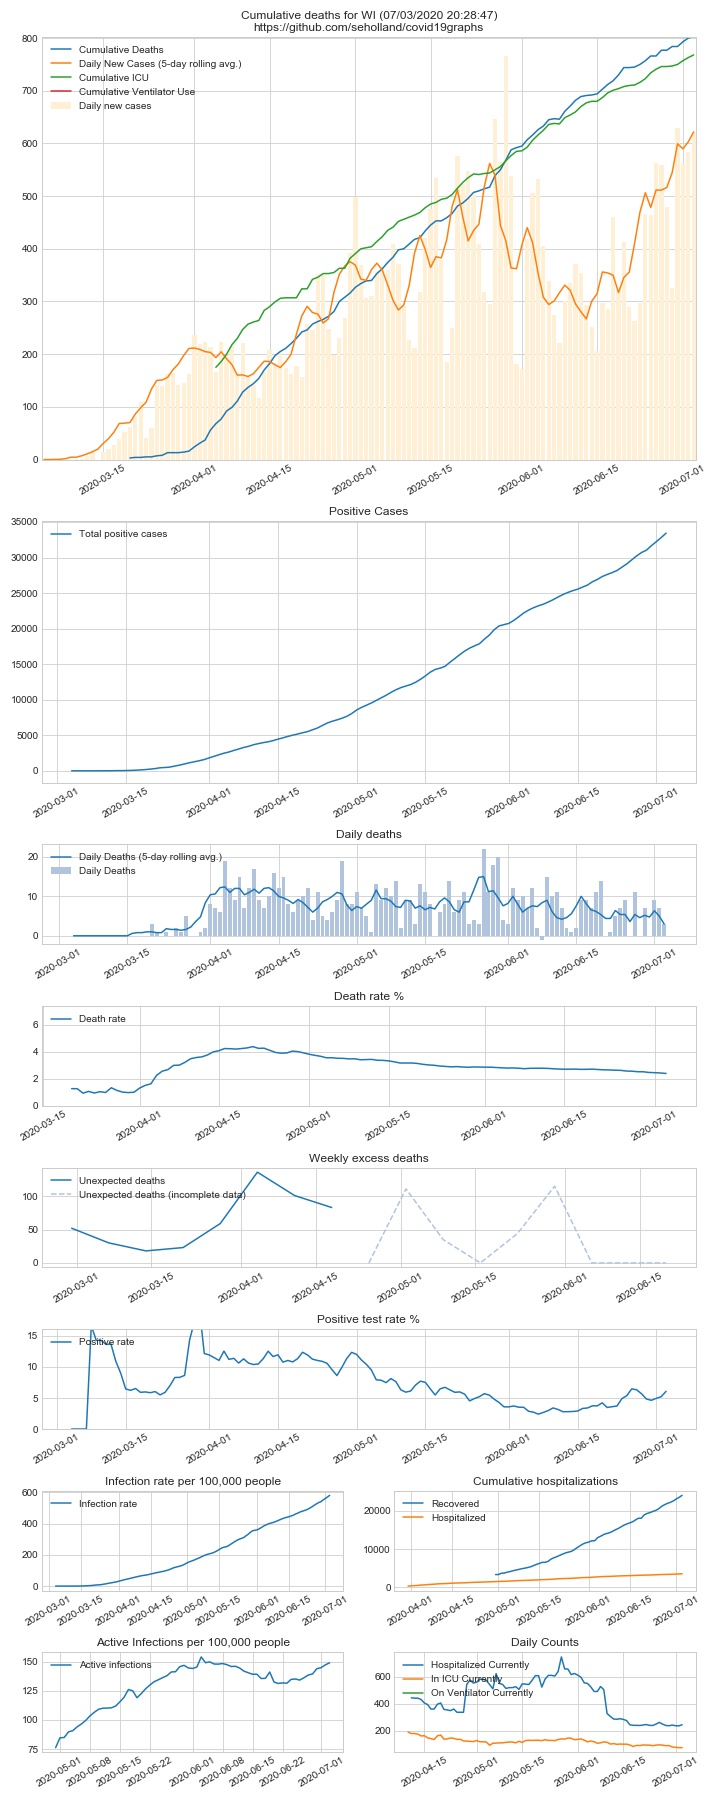 Cumulative deaths for WI (07/03/2020 20:28:47)
https://github.com/seholland/covid19graphs
800
700
600
500
400
300
200
100
0
Cumulative Deaths
Daily New Cases (5-day rolling avg.)
Cumulative ICU
Cumulative Ventilator Use
Daily new cases
2020-03-15 2020-04-01 2020-04-15 2020-05-01 2020-05-15 2020-06-01 2020-06-15 2020-07-01
Positive Cases
35000
30000
25000
20000
15000
10000
5000
0
Total positive cases
2020-03-01 2020-03-15 2020-04-01 2020-04-15 2020-05-01 2020-05-15 2020-06-01 2020-06-15 2020-07-01
Daily deaths
20
10
0
Daily Deaths (5-day rolling avg.)
Daily Deaths
2020-03-01 2020-03-15 2020-04-01 2020-04-15 2020-05-01 2020-05-15 2020-06-01 2020-06-15 2020-07-01
Death rate %
6
4
2
0
Death rate
2020-03-15 2020-04-01 2020-04-15 2020-05-01 2020-05-15 2020-06-01 2020-06-15 2020-07-01
Weekly excess deaths
100
50
0
Unexpected deaths
Unexpected deaths (incomplete data)
2020-03-01 2020-03-15 2020-04-01 2020-04-15 2020-05-01 2020-05-15 2020-06-01 2020-06-15
Positive test rate %
15
10
5
0
Positive rate
2020-03-01 2020-03-15 2020-04-01 2020-04-15 2020-05-01 2020-05-15 2020-06-01 2020-06-15 2020-07-01
Infection rate per 100,000 people
600
400
200
0
Infection rate
2020-03-01 2020-03-15 2020-04-01 2020-04-15 2020-05-01 2020-05-15 2020-06-01 2020-06-15 2020-07-01
Cumulative hospitalizations
20000
10000
0
Recovered
Hospitalized
2020-04-01 2020-04-15 2020-05-01 2020-05-15 2020-06-01 2020-06-15 2020-07-01
Active Infections per 100,000 people
150
125
100
75
Active infections
2020-05-01 2020-05-08 2020-05-15 2020-05-22 2020-06-01 2020-06-08 2020-06-15 2020-06-22 2020-07-01
Daily Counts
600
400
200
Hospitalized Currently
In ICU Currently
On Ventilator Currently
2020-04-15 2020-05-01 2020-05-15 2020-06-01 2020-06-15 2020-07-01